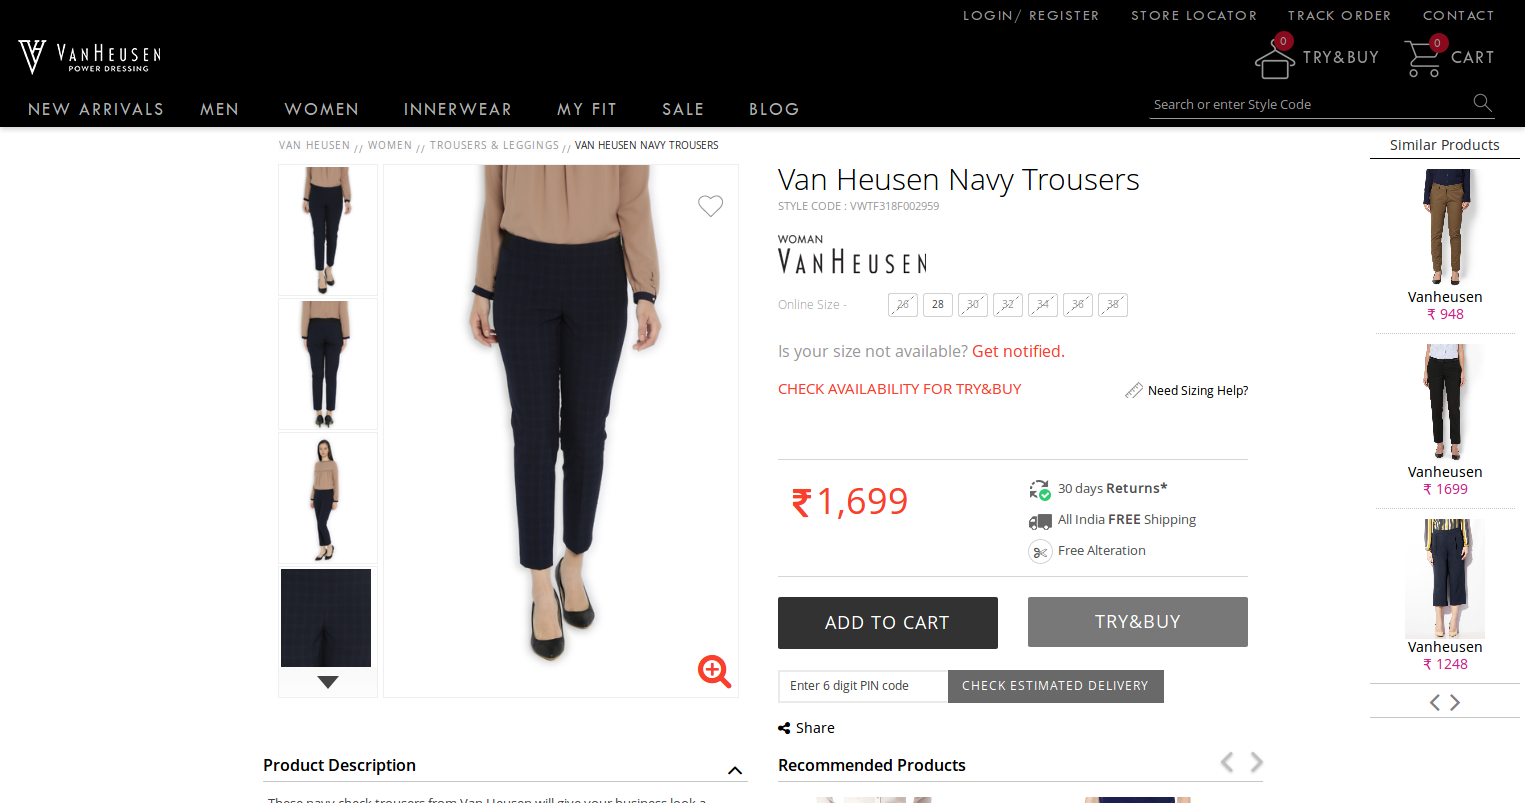 LOGIN/ REGISTER STORE LOCATOR TRACK ORDER CONTACT
VANHEUSEN
POWER DRESSING
0 TRY&BUY 0 CART
NEW ARRIVALS MEN WOMEN INNERWEAR MY FIT SALE BLOG
Search or enter Style Code
VAN HEUSEN // WOMEN // TROUSERS & LEGGINGS // VAN HEUSEN NAVY TROUSERS
Van Heusen Navy Trousers
STYLE CODE : VWTF318F002959
WOMAN
VANHEUSEN
Online Size - 26 28 30 32 34 36 38
Is your size not available? Get notified.
CHECK AVAILABILITY FOR TRY&BUY
Need Sizing Help?
₹1,699
30 days Returns*
All India FREE Shipping
Free Alteration
ADD TO CART
TRY&BUY
Enter 6 digit PIN code
CHECK ESTIMATED DELIVERY
Share
Similar Products
Vanheusen
₹ 948
Vanheusen
₹ 1699
Vanheusen
₹ 1248
Product Description
These navy check trousers from Van Heusen will give your business look a
Recommended Products